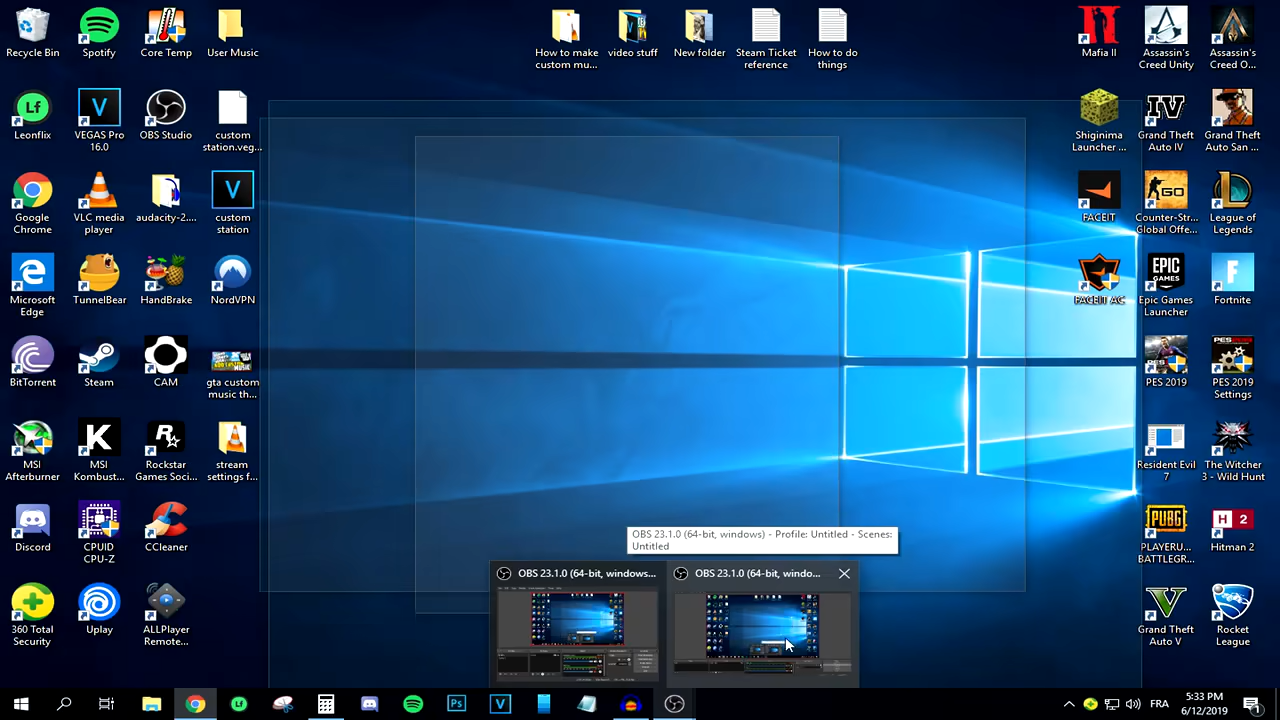 Recycle Bin
Spotify
Core Temp
User Music
How to make
custom mu...
video stuff
New folder
Steam Ticket
reference
How to do
things
Mafia II
Assassin's
Creed Unity
Assassin's
Creed O...
Leonflix
VEGAS Pro
16.0
OBS Studio
custom
station.veg...
Shiginima
Launcher ...
Grand Theft
Auto IV
Grand Theft
Auto San ...
Google
Chrome
VLC media
player
audacity-2....
custom
station
FACEIT
Counter-Str...
Global Offe...
League of
Legends
Microsoft
Edge
TunnelBear
HandBrake
NordVPN
FACEIT AC
Epic Games
Launcher
Fortnite
BitTorrent
Steam
CAM
gta custom
music th...
PES 2019
PES 2019
Settings
MSI
Afterburner
MSI
Kombust...
Rockstar
Games Soci...
stream
settings f...
Resident Evil
7
The Witcher
3 - Wild Hunt
Discord
CPUID
CPU-Z
CCleaner
PLAYERU...
BATTLEGR...
Hitman 2
360 Total
Security
Uplay
ALLPlayer
Remote...
Grand Theft
Auto V
Rocket
League
OBS 23.1.0 (64-bit, windows) - Profile: Untitled - Scenes:
Untitled
OBS 23.1.0 (64-bit, windows...
OBS 23.1.0 (64-bit, windo...
FRA
5:33 PM
6/12/2019